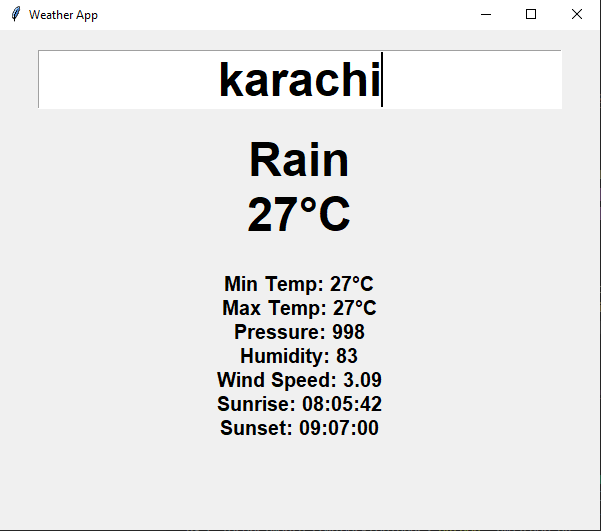 Weather App
karachi
Rain
27°C
Min Temp: 27°C
Max Temp: 27°C
Pressure: 998
Humidity: 83
Wind Speed: 3.09
Sunrise: 08:05:42
Sunset: 09:07:00